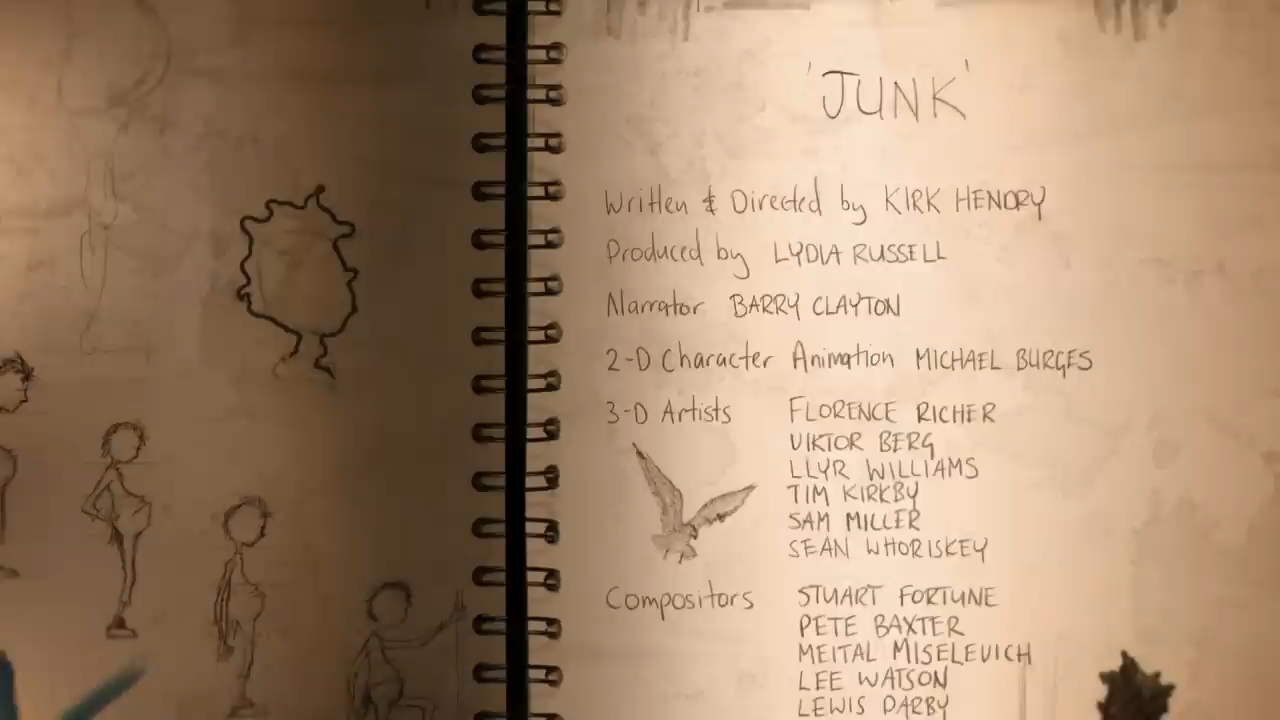 'JUNK'
Written & Directed by KIRK HENDRY
Produced by LYDIA RUSSELL
Narrator BARRY CLAYTON
2-D Character Animation MICHAEL BURGES
3-D Artists FLORENCE RICHER
VIKTOR BERG
LLYR WILLIAMS
TIM KIRKBY
SAM MILLER
SEAN WHORISKEY
Compositors STUART FORTUNE
PETE BAXTER
MEITAL MISELEVICH
LEE WATSON
LEWIS DARBY